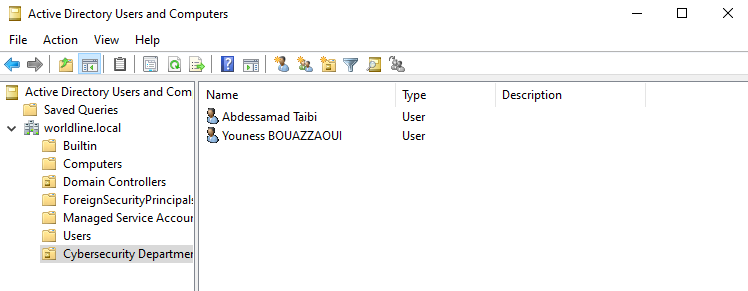 Active Directory Users and Computers
File Action View Help
Active Directory Users and Com
Saved Queries
worldline.local
Builtin
Computers
Domain Controllers
ForeignSecurityPrincipals
Managed Service Accour
Users
Cybersecurity Departmer
Name Type Description
Abdessamad Taibi User
Youness BOUAZZAOUI User